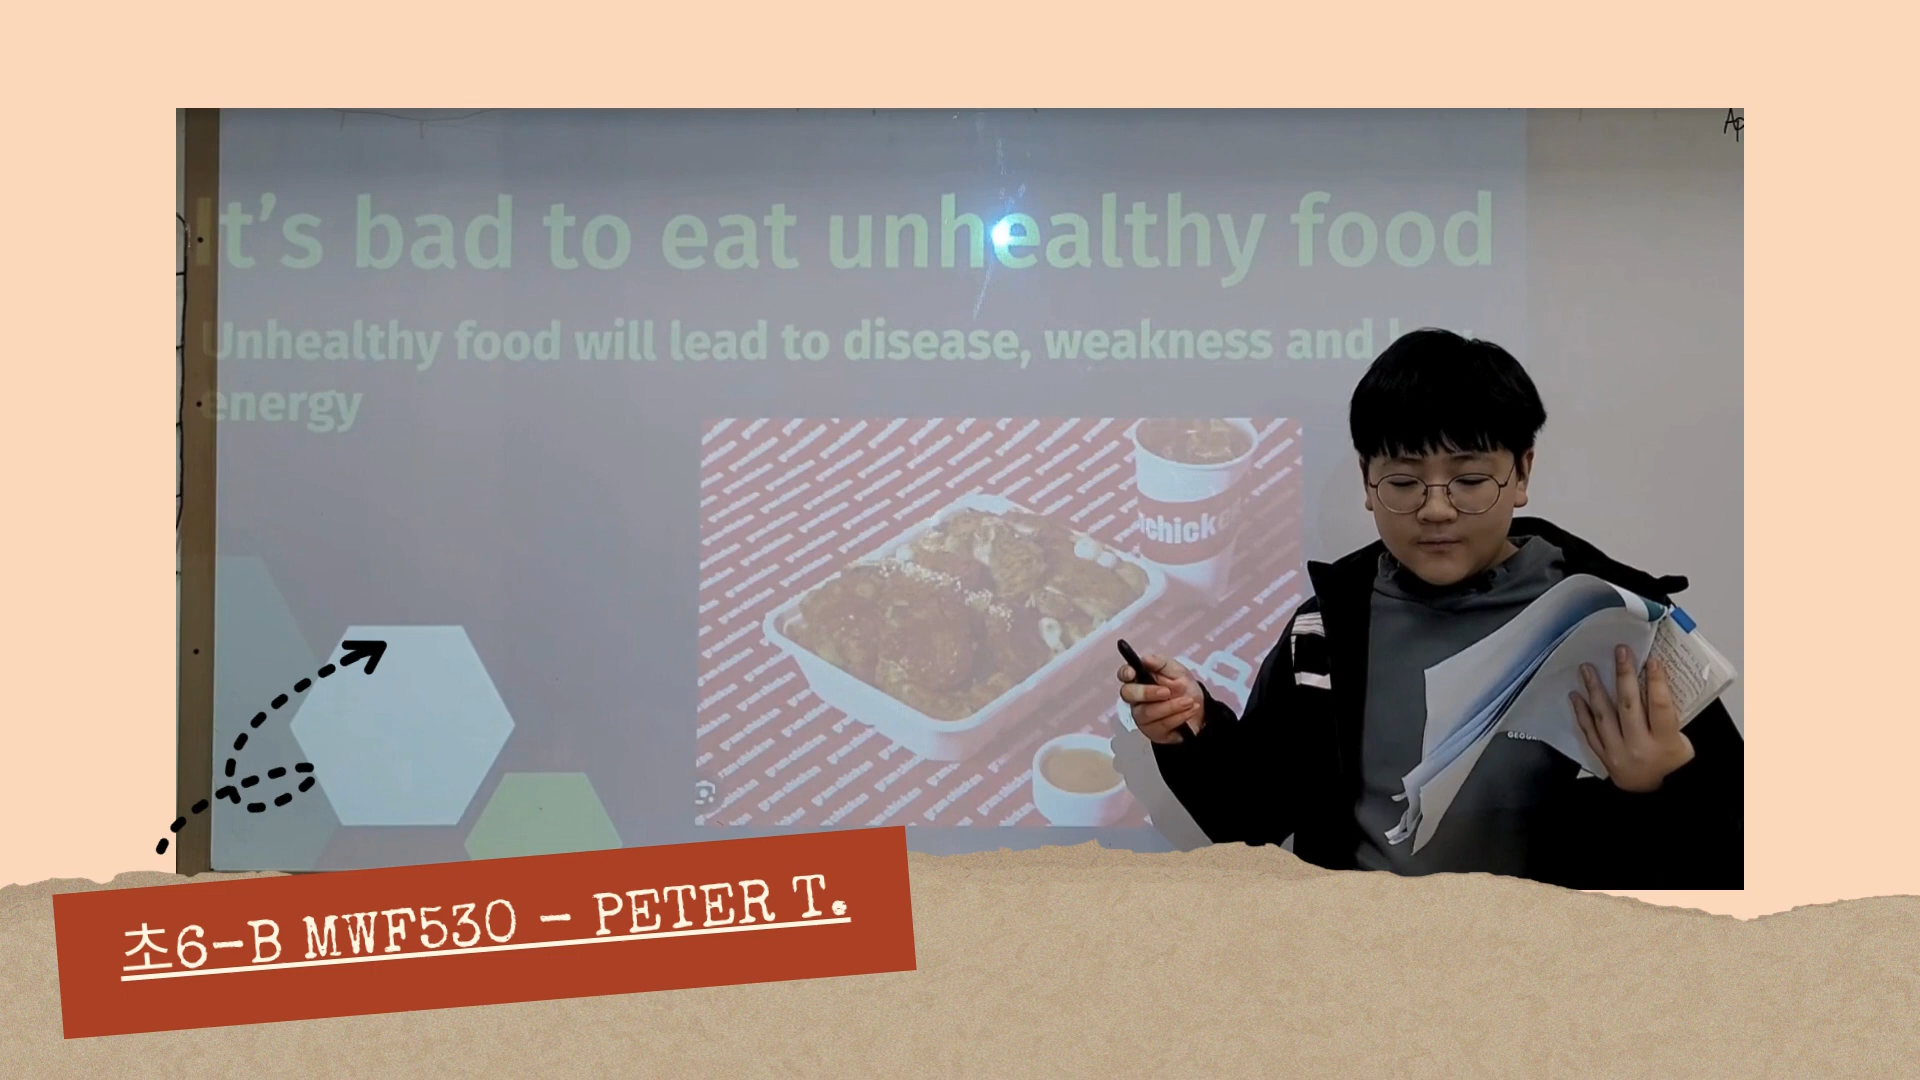 It's bad to eat unhealthy food
Unhealthy food will lead to disease, weakness and
energy
초6-B MWF530 - PETER T.